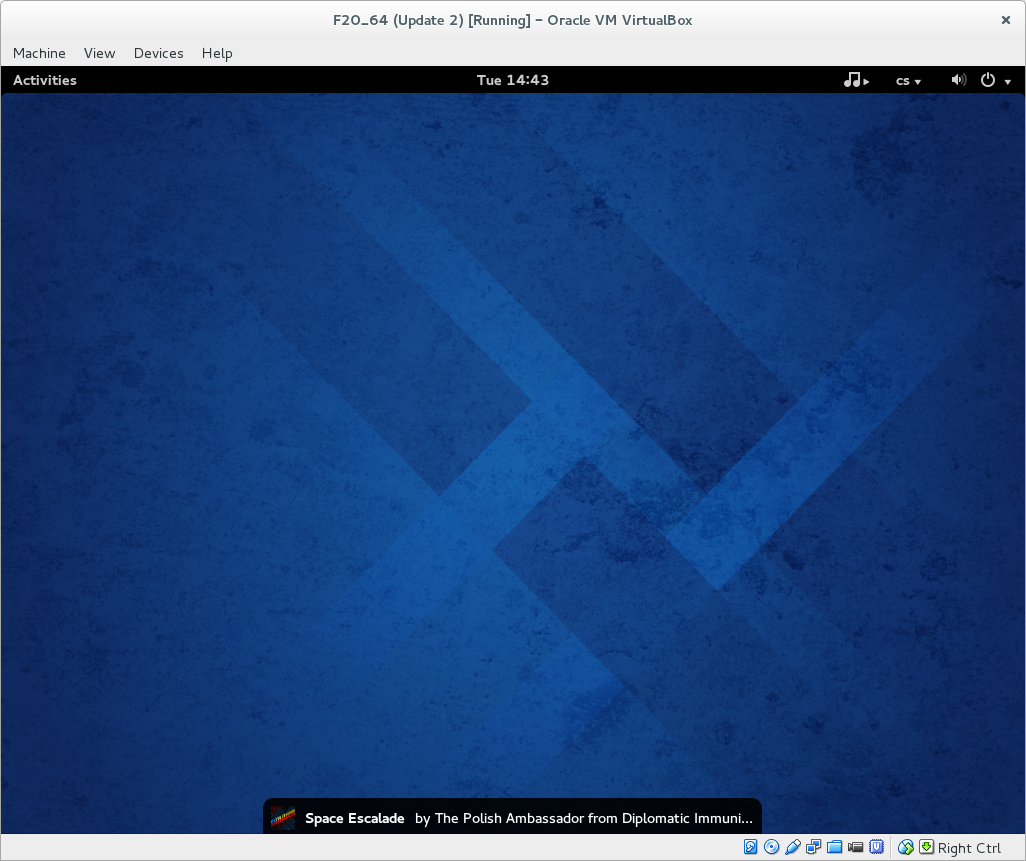 F20_64 (Update 2) [Running] – Oracle VM VirtualBox
Machine View Devices Help
Activities Tue 14:43 cs
Space Escalade by The Polish Ambassador from Diplomatic Immuni...
Right Ctrl